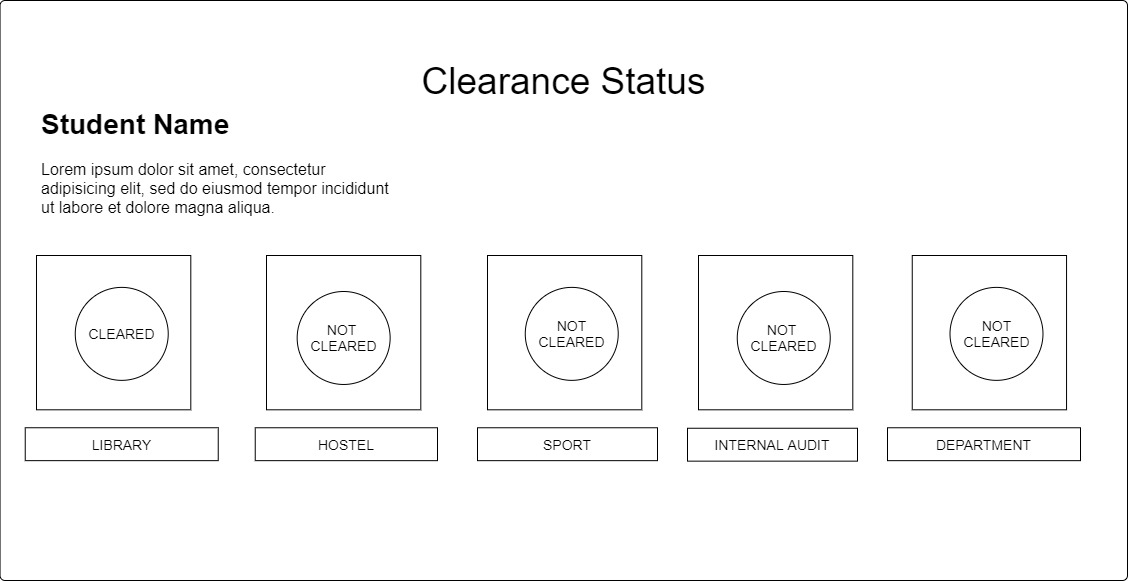 Clearance Status
Student Name
Lorem ipsum dolor sit amet, consectetur
adipisicing elit, sed do eiusmod tempor incididunt
ut labore et dolore magna aliqua.
CLEARED
NOT
CLEARED
NOT
CLEARED
NOT
CLEARED
NOT
CLEARED
LIBRARY
HOSTEL
SPORT
INTERNAL AUDIT
DEPARTMENT